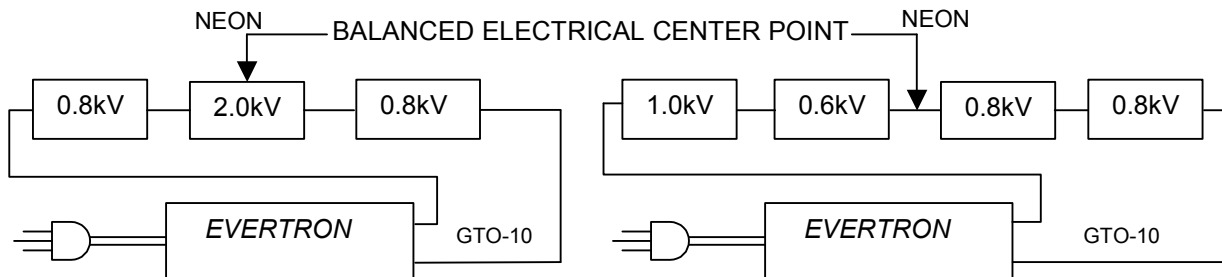 NEON NEON
BALANCED ELECTRICAL CENTER POINT
0.8kV 2.0kV 0.8kV 1.0kV 0.6kV 0.8kV 0.8kV
EVERTRON GTO-10 EVERTRON GTO-10